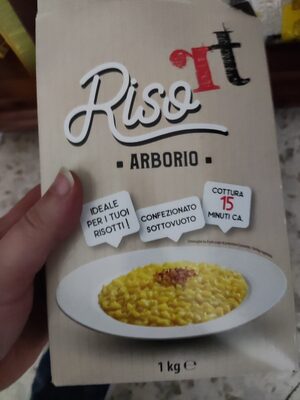 Riso rt
• ARBORIO •
IDEALE
PER I TUOI
RISOTTI!
CONFEZIONATO
SOTTOVUOTO
COTTURA
15
MINUTI CA.
1 kg ℮